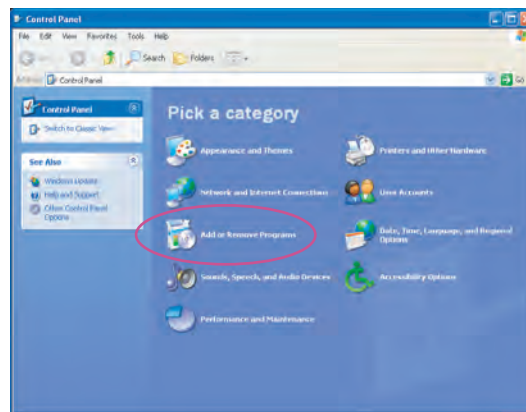 Control Panel
File Edit View Favorites Tools Help
Search Folders
Address Control Panel Go
Control Panel
Switch to Classic View
See Also
Windows Update
Help and Support
Other Control Panel
Options
Pick a category
Appearance and Themes
Printers and Other Hardware
Network and Internet Connections
User Accounts
Add or Remove Programs
Date, Time, Language, and Regional
Options
Sounds, Speech, and Audio Devices
Accessibility Options
Performance and Maintenance